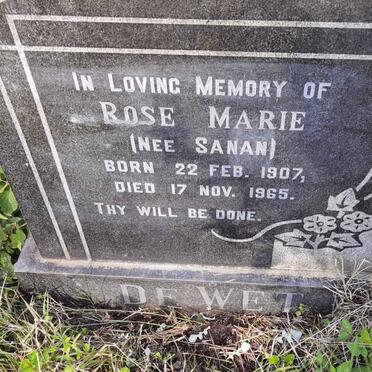 IN LOVING MEMORY OF
ROSE MARIE
(NEE SANAN)
BORN 22 FEB. 1907,
DIED 17 NOV. 1965.
THY WILL BE DONE.
DE WET